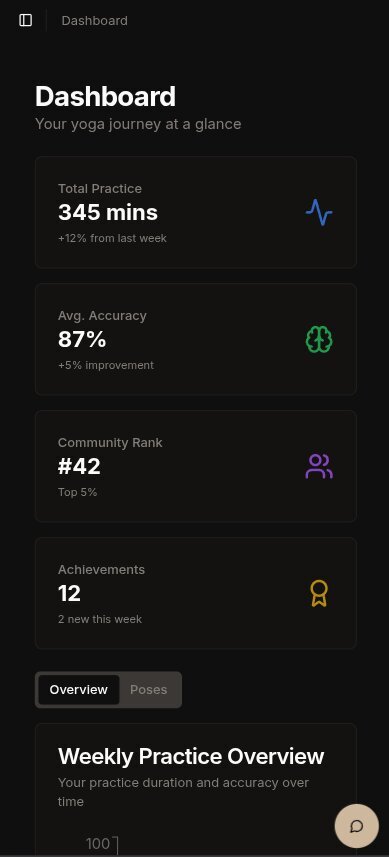 Dashboard
Dashboard
Your yoga journey at a glance
Total Practice
345 mins
+12% from last week
Avg. Accuracy
87%
+5% improvement
Community Rank
#42
Top 5%
Achievements
12
2 new this week
Overview Poses
Weekly Practice Overview
Your practice duration and accuracy over
time
100